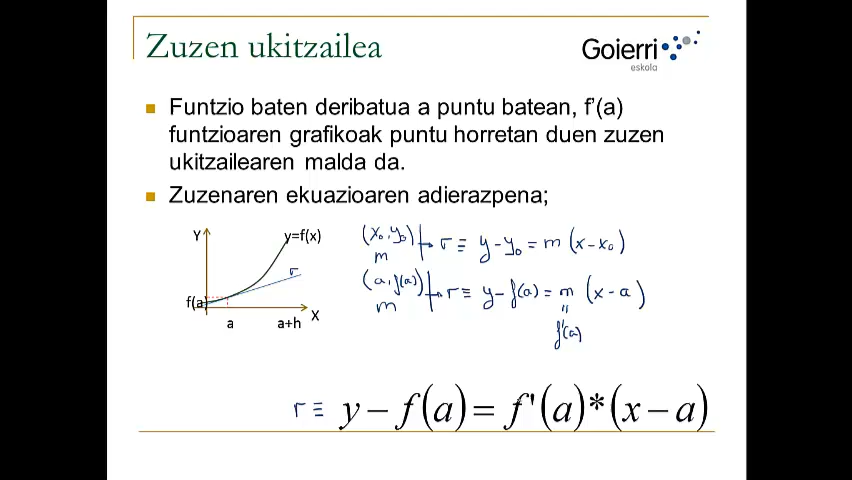 Zuzen ukitzailea
Goierri
eskola
Funtzio baten deribatua a puntu batean, f'(a)
funtzioaren grafikoak puntu horretan duen zuzen
ukitzailearen malda da.
Zuzenaren ekuazioaren adierazpena;
Y
y=f(x)
r
f(a)
a
a+h
X
(x₀, y₀)
m
r ≡ y - y₀ = m (x - x₀)
(a, f(a))
m
r ≡ y - f(a) = m (x - a)
"
f'(a)
r ≡ y - f(a) = f'(a)*(x - a)